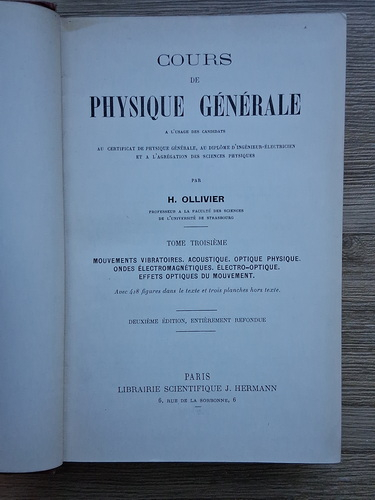 COURS
DE
PHYSIQUE GÉNÉRALE
A L'USAGE DES CANDIDATS
AU CERTIFICAT DE PHYSIQUE GÉNÉRALE, AU DIPLÔME D'INGÉNIEUR-ÉLECTRICIEN
ET A L'AGRÉGATION DES SCIENCES PHYSIQUES
PAR
H. OLLIVIER
PROFESSEUR A LA FACULTÉ DES SCIENCES
DE L'UNIVERSITÉ DE STRASBOURG
TOME TROISIÈME
MOUVEMENTS VIBRATOIRES. ACOUSTIQUE. OPTIQUE PHYSIQUE.
ONDES ÉLECTROMAGNÉTIQUES. ÉLECTRO-OPTIQUE.
EFFETS OPTIQUES DU MOUVEMENT.
Avec 418 figures dans le texte et trois planches hors texte.
DEUXIÈME ÉDITION, ENTIÈREMENT REFONDUE
PARIS
LIBRAIRIE SCIENTIFIQUE J. HERMANN
6, RUE DE LA SORBONNE, 6